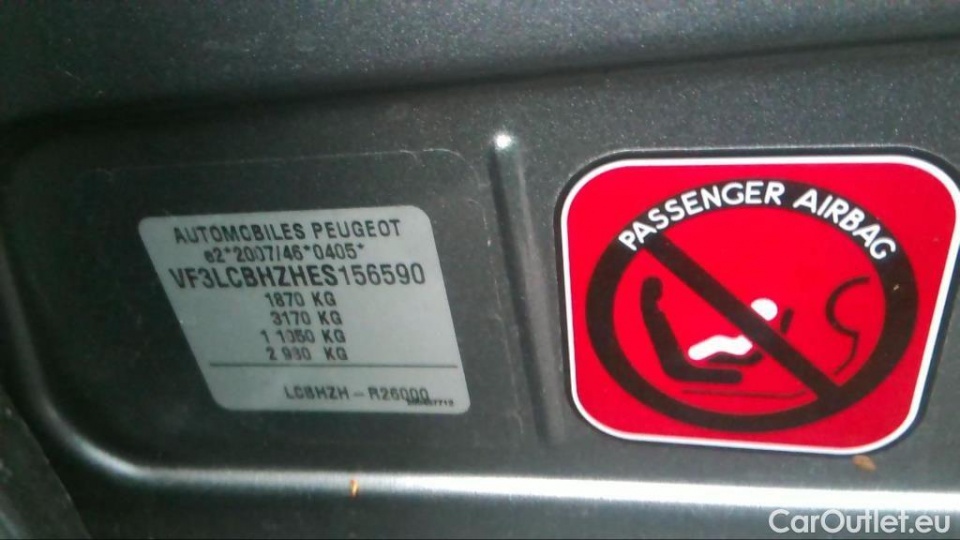 AUTOMOBILES PEUGEOT
e2*2007/46*0405*
VF3LCBHZHES156590
1870 KG
3170 KG
1 1050 KG
2 930 KG
LCBHZH - R26000
PASSENGER AIRBAG
CarOutlet.eu